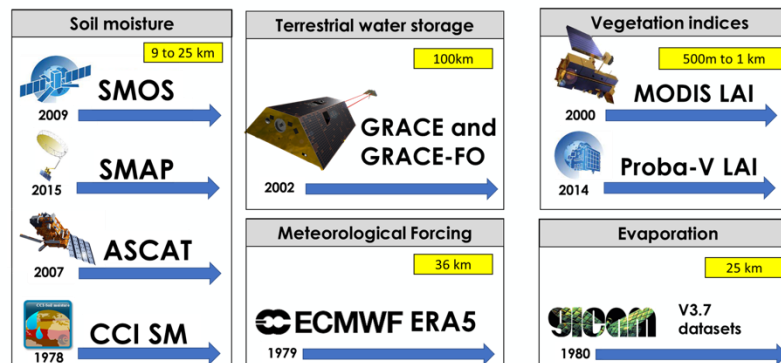 Soil moisture
9 to 25 km
SMOS
2009
SMAP
2015
ASCAT
2007
CCI SM
1978
Terrestrial water storage
100km
GRACE and
GRACE-FO
2002
Meteorological Forcing
36 km
ECMWF ERA5
1979
Vegetation indices
500m to 1 km
MODIS LAI
2000
Proba-V LAI
2014
Evaporation
25 km
gleam
V3.7
datasets
1980